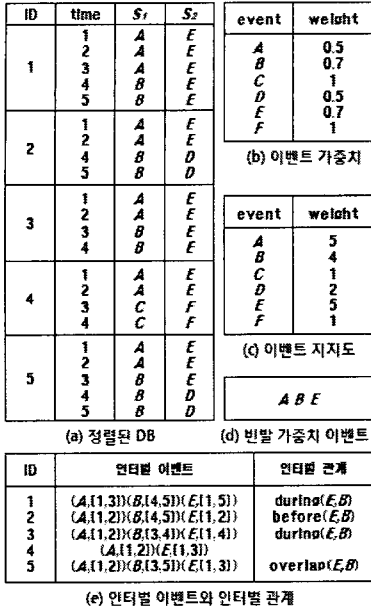 ID time S1 S2
1
1 A E
2 A E
3 A E
4 B E
5 B E
2
1 A E
2 A E
4 B D
5 B D
3
1 A E
2 A E
3 B E
4 B E
4
1 A E
2 A E
3 C F
4 C F
5
1 A E
2 A E
3 B E
4 B D
5 B D
(a) 정렬된 DB
event weight
A 0.5
B 0.7
C 1
D 0.5
E 0.7
F 1
(b) 이벤트 가중치
event weight
A 5
B 4
C 1
D 2
E 5
F 1
(c) 이벤트 지지도
A B E
(d) 빈발 가중치 이벤트
ID 인터벌 이벤트 인터벌 관계
1 (A,[1,3])(B,[4,5])(E,[1,5]) during(E,B)
2 (A,[1,2])(B,[4,5])(E,[1,2]) before(E,B)
3 (A,[1,2])(B,[3,4])(E,[1,4]) during(E,B)
4 (A,[1,2])(E,[1,3])
5 (A,[1,2])(B,[3,5])(E,[1,3]) overlap(E,B)
(e) 인터벌 이벤트와 인터벌 관계